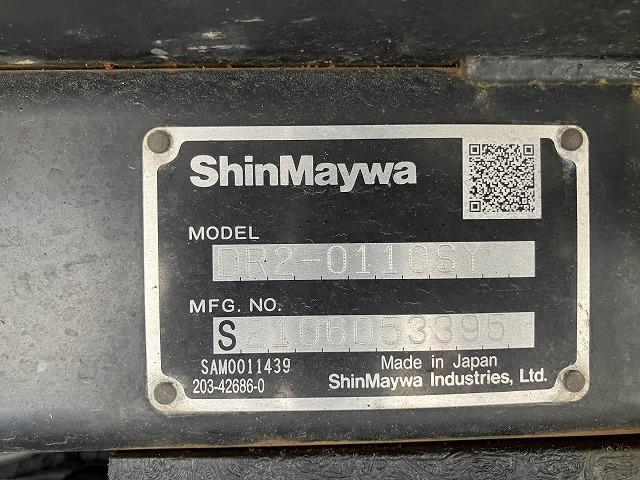 ShinMaywa
MODEL
DR2-0110SY
MFG. NO.
S2106053395
SAM0011439
203-42686-0
Made in Japan
ShinMaywa Industries, Ltd.